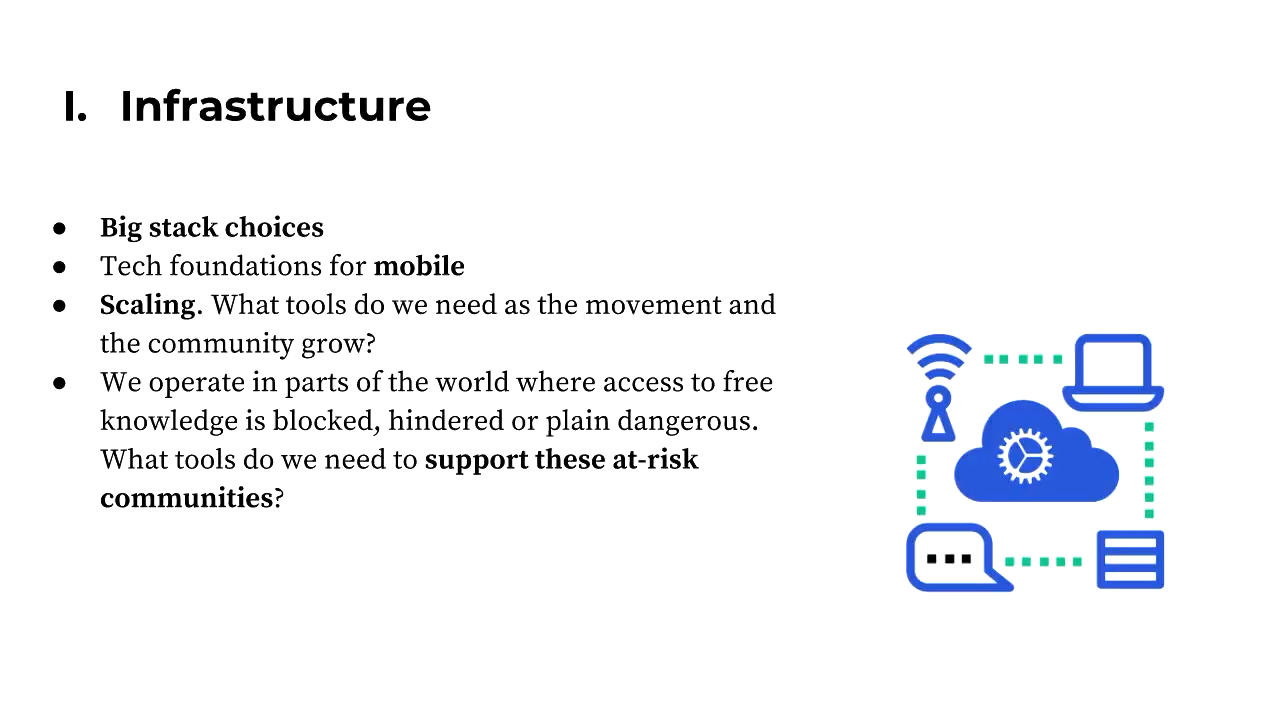 I. Infrastructure
● Big stack choices
● Tech foundations for mobile
● Scaling. What tools do we need as the movement and
the community grow?
● We operate in parts of the world where access to free
knowledge is blocked, hindered or plain dangerous.
What tools do we need to support these at-risk
communities?